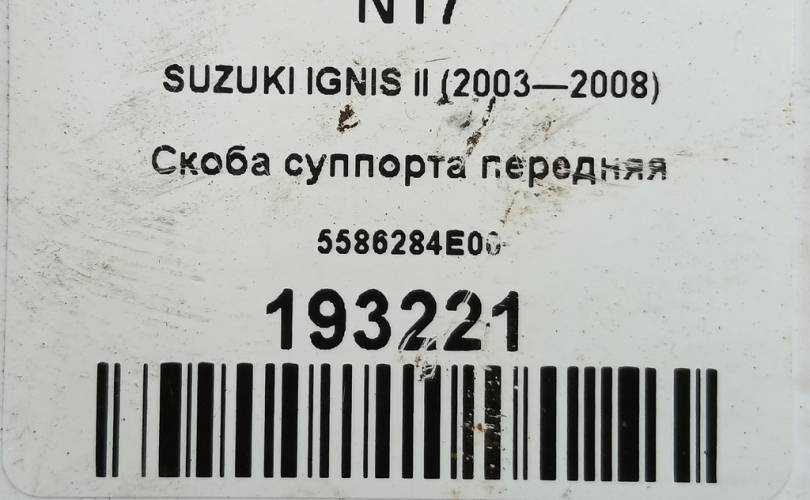 N17
SUZUKI IGNIS II (2003—2008)
Скоба суппорта передняя
5586284E00
193221